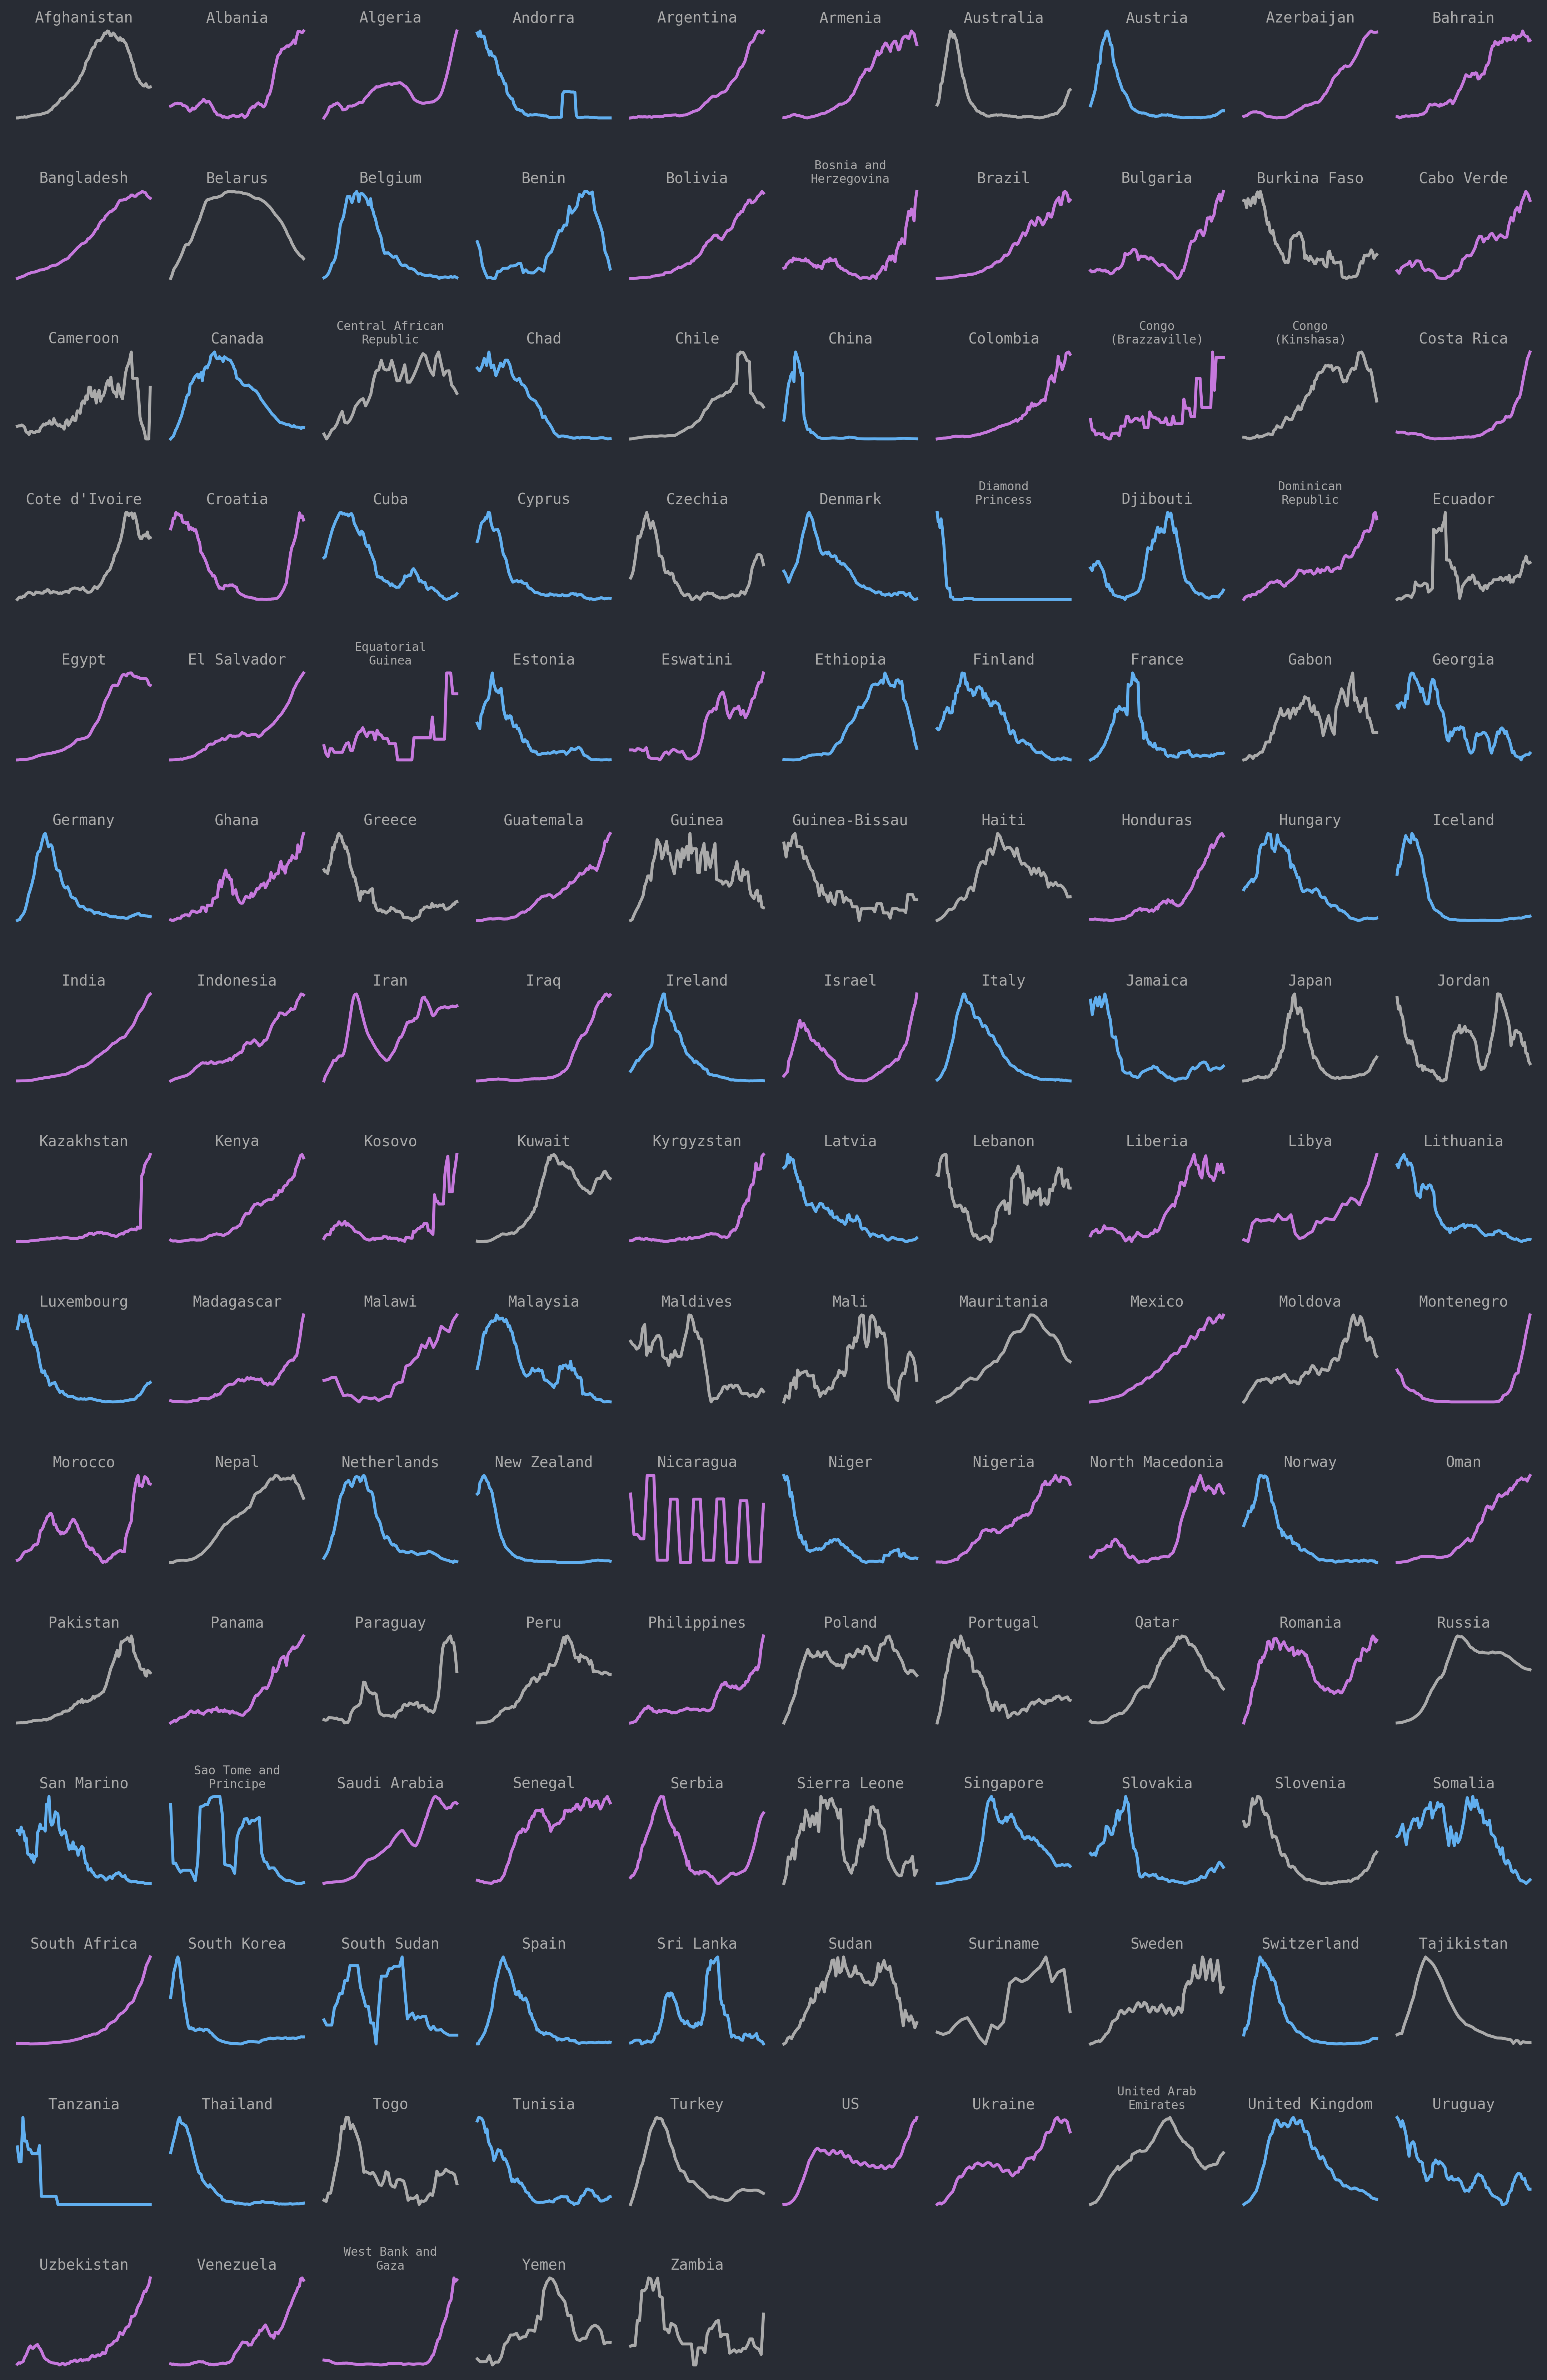 Afghanistan
Albania
Algeria
Andorra
Argentina
Armenia
Australia
Austria
Azerbaijan
Bahrain
Bangladesh
Belarus
Belgium
Benin
Bolivia
Bosnia and
Herzegovina
Brazil
Bulgaria
Burkina Faso
Cabo Verde
Cameroon
Canada
Central African
Republic
Chad
Chile
China
Colombia
Congo
(Brazzaville)
Congo
(Kinshasa)
Costa Rica
Cote d'Ivoire
Croatia
Cuba
Cyprus
Czechia
Denmark
Diamond
Princess
Djibouti
Dominican
Republic
Ecuador
Egypt
El Salvador
Equatorial
Guinea
Estonia
Eswatini
Ethiopia
Finland
France
Gabon
Georgia
Germany
Ghana
Greece
Guatemala
Guinea
Guinea-Bissau
Haiti
Honduras
Hungary
Iceland
India
Indonesia
Iran
Iraq
Ireland
Israel
Italy
Jamaica
Japan
Jordan
Kazakhstan
Kenya
Kosovo
Kuwait
Kyrgyzstan
Latvia
Lebanon
Liberia
Libya
Lithuania
Luxembourg
Madagascar
Malawi
Malaysia
Maldives
Mali
Mauritania
Mexico
Moldova
Montenegro
Morocco
Nepal
Netherlands
New Zealand
Nicaragua
Niger
Nigeria
North Macedonia
Norway
Oman
Pakistan
Panama
Paraguay
Peru
Philippines
Poland
Portugal
Qatar
Romania
Russia
San Marino
Sao Tome and
Principe
Saudi Arabia
Senegal
Serbia
Sierra Leone
Singapore
Slovakia
Slovenia
Somalia
South Africa
South Korea
South Sudan
Spain
Sri Lanka
Sudan
Suriname
Sweden
Switzerland
Tajikistan
Tanzania
Thailand
Togo
Tunisia
Turkey
US
Ukraine
United Arab
Emirates
United Kingdom
Uruguay
Uzbekistan
Venezuela
West Bank and
Gaza
Yemen
Zambia